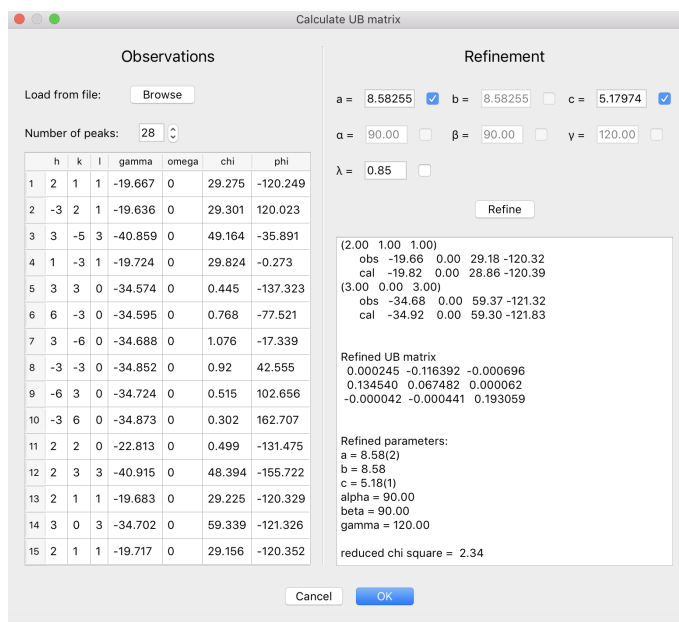 Calculate UB matrix
Observations
Load from file: Browse
Number of peaks: 28
h k l gamma omega chi phi
1 2 1 1 -19.667 0 29.275 -120.249
2 -3 2 1 -19.636 0 29.301 120.023
3 3 -5 3 -40.859 0 49.164 -35.891
4 1 -3 1 -19.724 0 29.824 -0.273
5 3 3 0 -34.574 0 0.445 -137.323
6 6 -3 0 -34.595 0 0.768 -77.521
7 3 -6 0 -34.688 0 1.076 -17.339
8 -3 -3 0 -34.852 0 0.92 42.555
9 -6 3 0 -34.724 0 0.515 102.656
10 -3 6 0 -34.873 0 0.302 162.707
11 2 2 0 -22.813 0 0.499 -131.475
12 2 3 3 -40.915 0 48.394 -155.722
13 2 1 1 -19.683 0 29.225 -120.329
14 3 0 3 -34.702 0 59.339 -121.326
15 2 1 1 -19.717 0 29.156 -120.352
Refinement
a = 8.58255 b = 8.58255 c = 5.17974
α = 90.00 β = 90.00 γ = 120.00
λ = 0.85
Refine
(2.00 1.00 1.00)
obs -19.66 0.00 29.18 -120.32
cal -19.82 0.00 28.86 -120.39
(3.00 0.00 3.00)
obs -34.68 0.00 59.37 -121.32
cal -34.92 0.00 59.30 -121.83
Refined UB matrix
0.000245 -0.116392 -0.000696
0.134540 0.067482 0.000062
-0.000042 -0.000441 0.193059
Refined parameters:
a = 8.58(2)
b = 8.58
c = 5.18(1)
alpha = 90.00
beta = 90.00
gamma = 120.00
reduced chi square = 2.34
Cancel OK